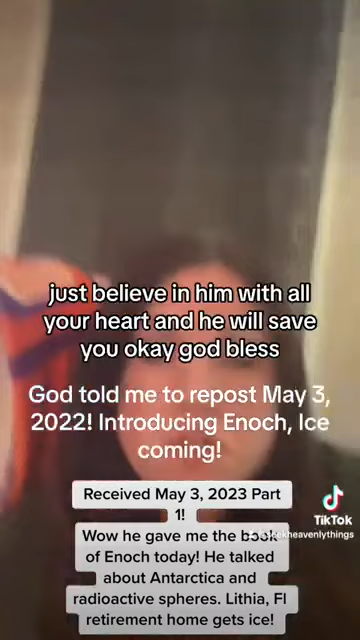 just believe in him with all
your heart and he will save
you okay god bless
God told me to repost May 3,
2022! Introducing Enoch, Ice
coming!
Received May 3, 2023 Part
1!
Wow he gave me the book
of Enoch today! He talked
about Antarctica and
radioactive spheres. Lithia, Fl
retirement home gets ice!
TikTok